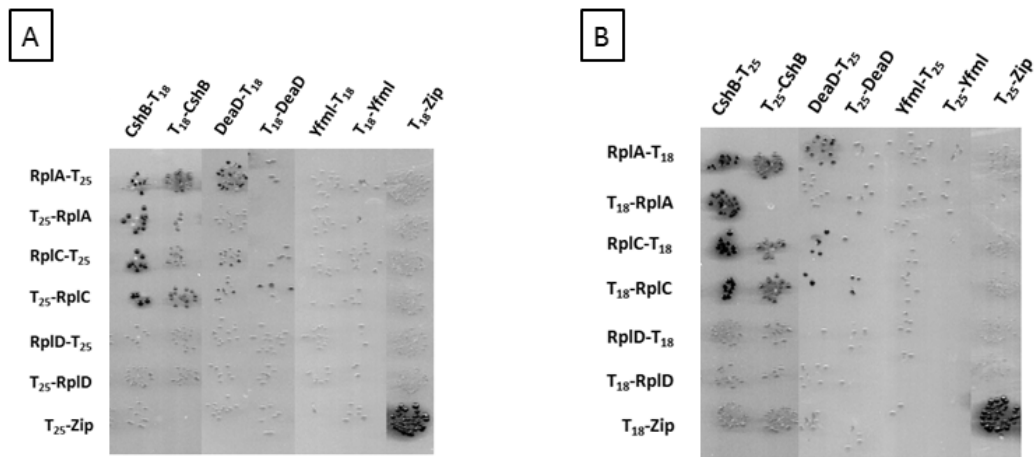 A
CshB-T₁₈
T₁₈-CshB
DeaD-T₁₈
T₁₈-DeaD
YfmI-T₁₈
T₁₈-YfmI
T₁₈-Zip
RplA-T₂₅
T₂₅-RplA
RplC-T₂₅
T₂₅-RplC
RplD-T₂₅
T₂₅-RplD
T₂₅-Zip
B
CshB-T₂₅
T₂₅-CshB
DeaD-T₂₅
T₂₅-DeaD
YfmI-T₂₅
T₂₅-YfmI
T₂₅-Zip
RplA-T₁₈
T₁₈-RplA
RplC-T₁₈
T₁₈-RplC
RplD-T₁₈
T₁₈-RplD
T₁₈-Zip